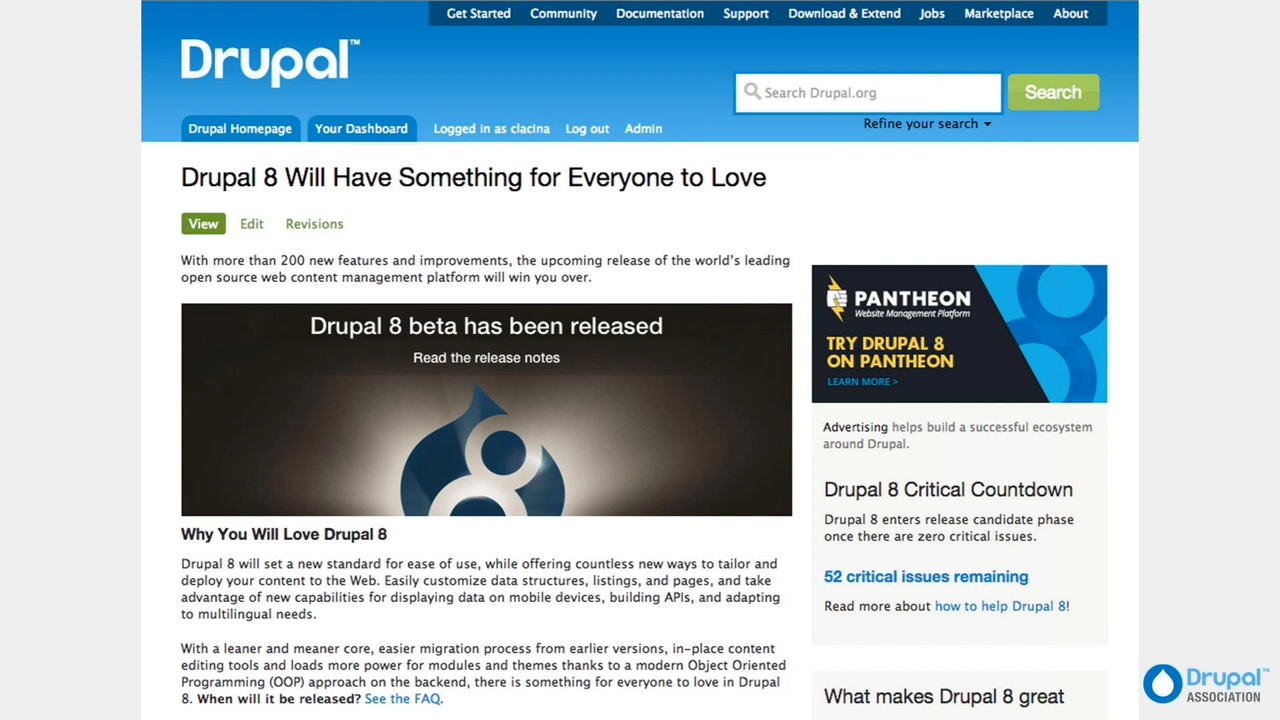 Get Started Community Documentation Support Download & Extend Jobs Marketplace About
Drupal™
Search Drupal.org
Search
Refine your search
Drupal Homepage Your Dashboard Logged in as clacina Log out Admin
Drupal 8 Will Have Something for Everyone to Love
View Edit Revisions
With more than 200 new features and improvements, the upcoming release of the world's leading
open source web content management platform will win you over.
Drupal 8 beta has been released
Read the release notes
Why You Will Love Drupal 8
Drupal 8 will set a new standard for ease of use, while offering countless new ways to tailor and
deploy your content to the Web. Easily customize data structures, listings, and pages, and take
advantage of new capabilities for displaying data on mobile devices, building APIs, and adapting
to multilingual needs.
With a leaner and meaner core, easier migration process from earlier versions, in-place content
editing tools and loads more power for modules and themes thanks to a modern Object Oriented
Programming (OOP) approach on the backend, there is something for everyone to love in Drupal
8. When will it be released? See the FAQ.
PANTHEON
Website Management Platform
TRY DRUPAL 8
ON PANTHEON
LEARN MORE >
Advertising helps build a successful ecosystem
around Drupal.
Drupal 8 Critical Countdown
Drupal 8 enters release candidate phase
once there are zero critical issues.
52 critical issues remaining
Read more about how to help Drupal 8!
What makes Drupal 8 great
Drupal™
ASSOCIATION